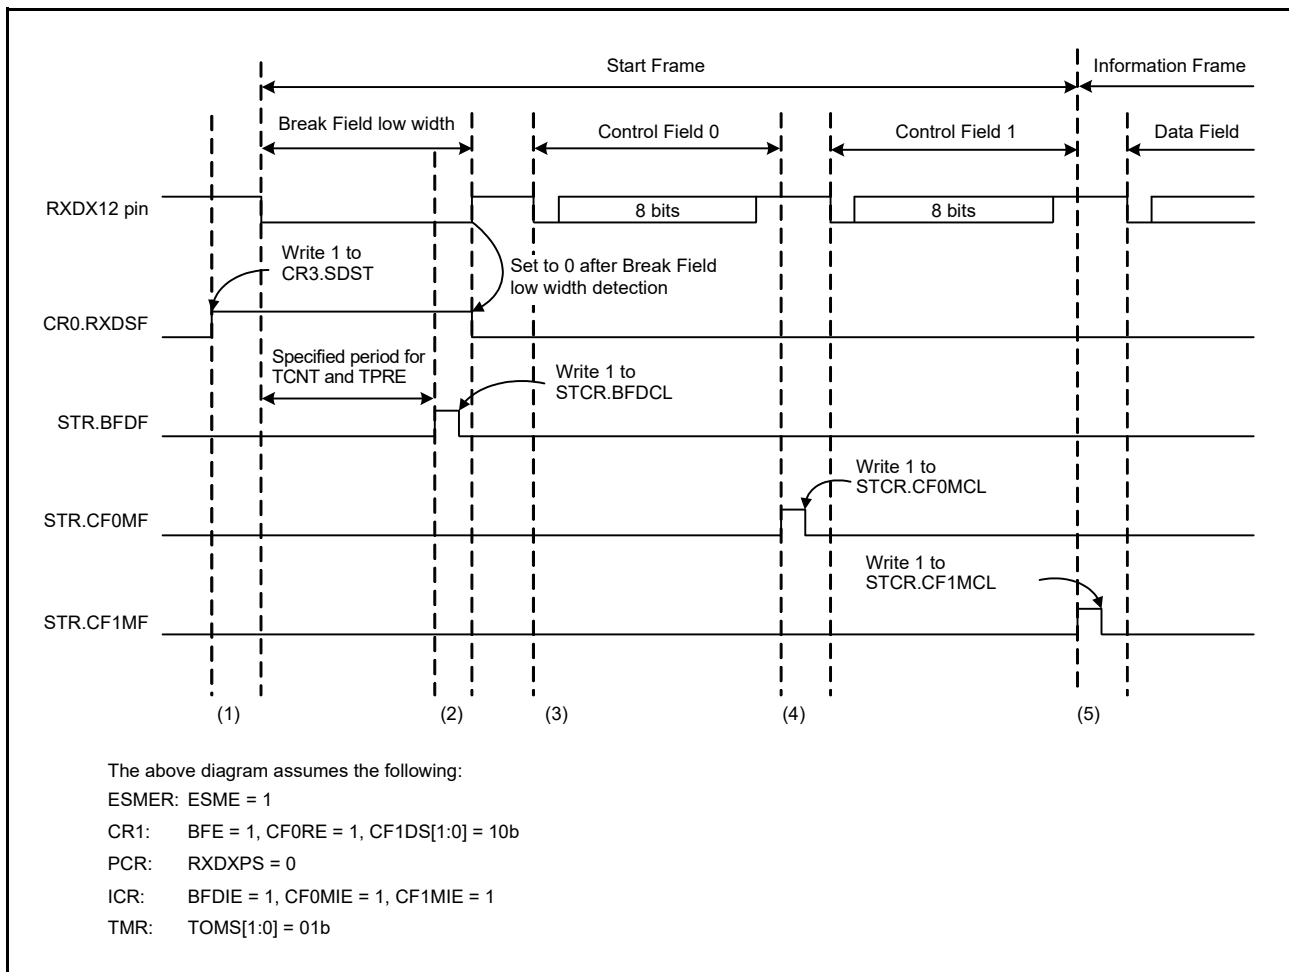 Start Frame
Information Frame
Break Field low width
Control Field 0
Control Field 1
Data Field
RXDX12 pin
8 bits
8 bits
Write 1 to
CR3.SDST
Set to 0 after Break Field
low width detection
CR0.RXDSF
Specified period for
TCNT and TPRE
Write 1 to
STCR.BFDCL
STR.BFDF
Write 1 to
STCR.CF0MCL
STR.CF0MF
Write 1 to
STCR.CF1MCL
STR.CF1MF
(1)
(2)
(3)
(4)
(5)
The above diagram assumes the following:
ESMER: ESME = 1
CR1: BFE = 1, CF0RE = 1, CF1DS[1:0] = 10b
PCR: RXDXPS = 0
ICR: BFDIE = 1, CF0MIE = 1, CF1MIE = 1
TMR: TOMS[1:0] = 01b